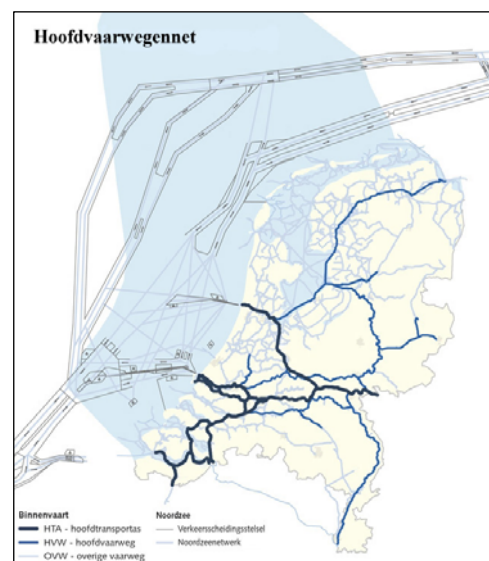 Hoofdvaarwegennet
Binnenvaart
HTA - hoofdtransportas
HVW - hoofdvaarweg
OVW - overige vaarweg
Noordzee
Verkeersscheidingsstelsel
Noordzeenetwerk